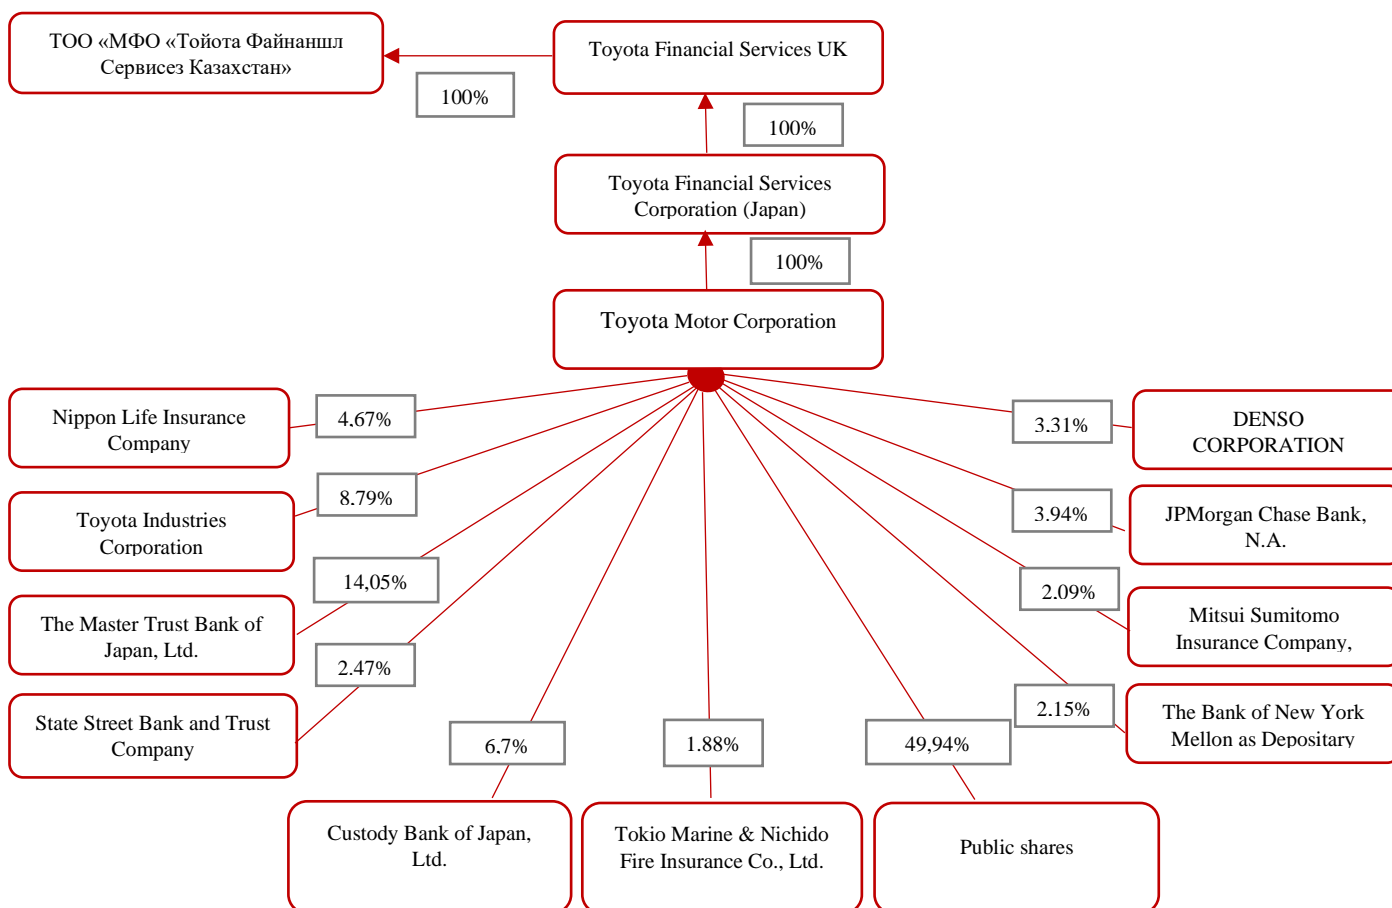 ТОО «МФО «Тойота Файнаншл
Сервисез Казахстан»
Toyota Financial Services UK
100%
100%
Toyota Financial Services
Corporation (Japan)
100%
Toyota Motor Corporation
Nippon Life Insurance
Company
4.67%
3.31%
DENSO
CORPORATION
Toyota Industries
Corporation
8.79%
3.94%
JPMorgan Chase Bank,
N.A.
The Master Trust Bank of
Japan, Ltd.
14,05%
2.09%
Mitsui Sumitomo
Insurance Company,
State Street Bank and Trust
Company
2.47%
2.15%
The Bank of New York
Mellon as Depositary
6.7%
1.88%
49,94%
Custody Bank of Japan,
Ltd.
Tokio Marine & Nichido
Fire Insurance Co., Ltd.
Public shares